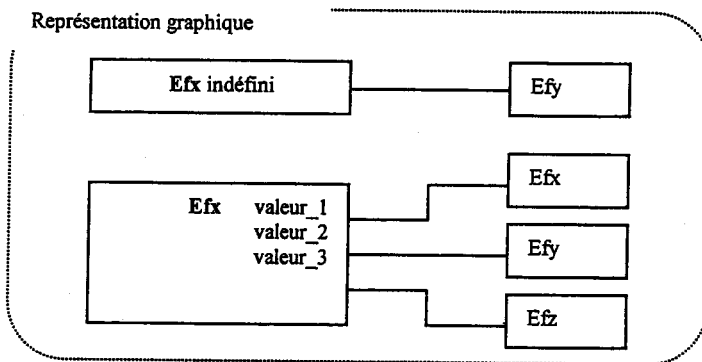 Représentation graphique
Efx indéfini
Efy
Efx
Efx valeur_1
valeur_2
Efy
valeur_3
Efz